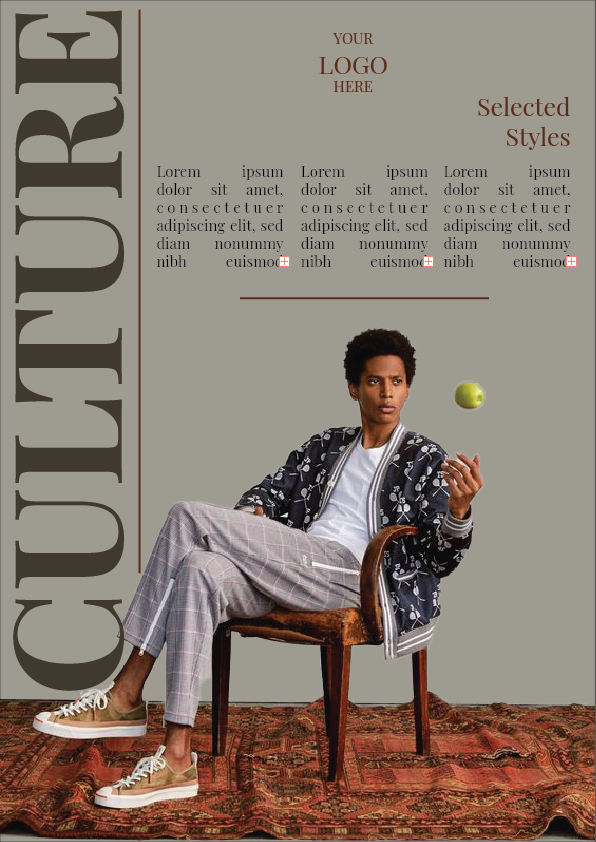 CULTURE
YOUR
LOGO
HERE
Selected
Styles
Lorem ipsum
dolor sit amet,
consectetuer
adipiscing elit, sed
diam nonummy
nibh euismod
Lorem ipsum
dolor sit amet,
consectetuer
adipiscing elit, sed
diam nonummy
nibh euismod
Lorem ipsum
dolor sit amet,
consectetuer
adipiscing elit, sed
diam nonummy
nibh euismod